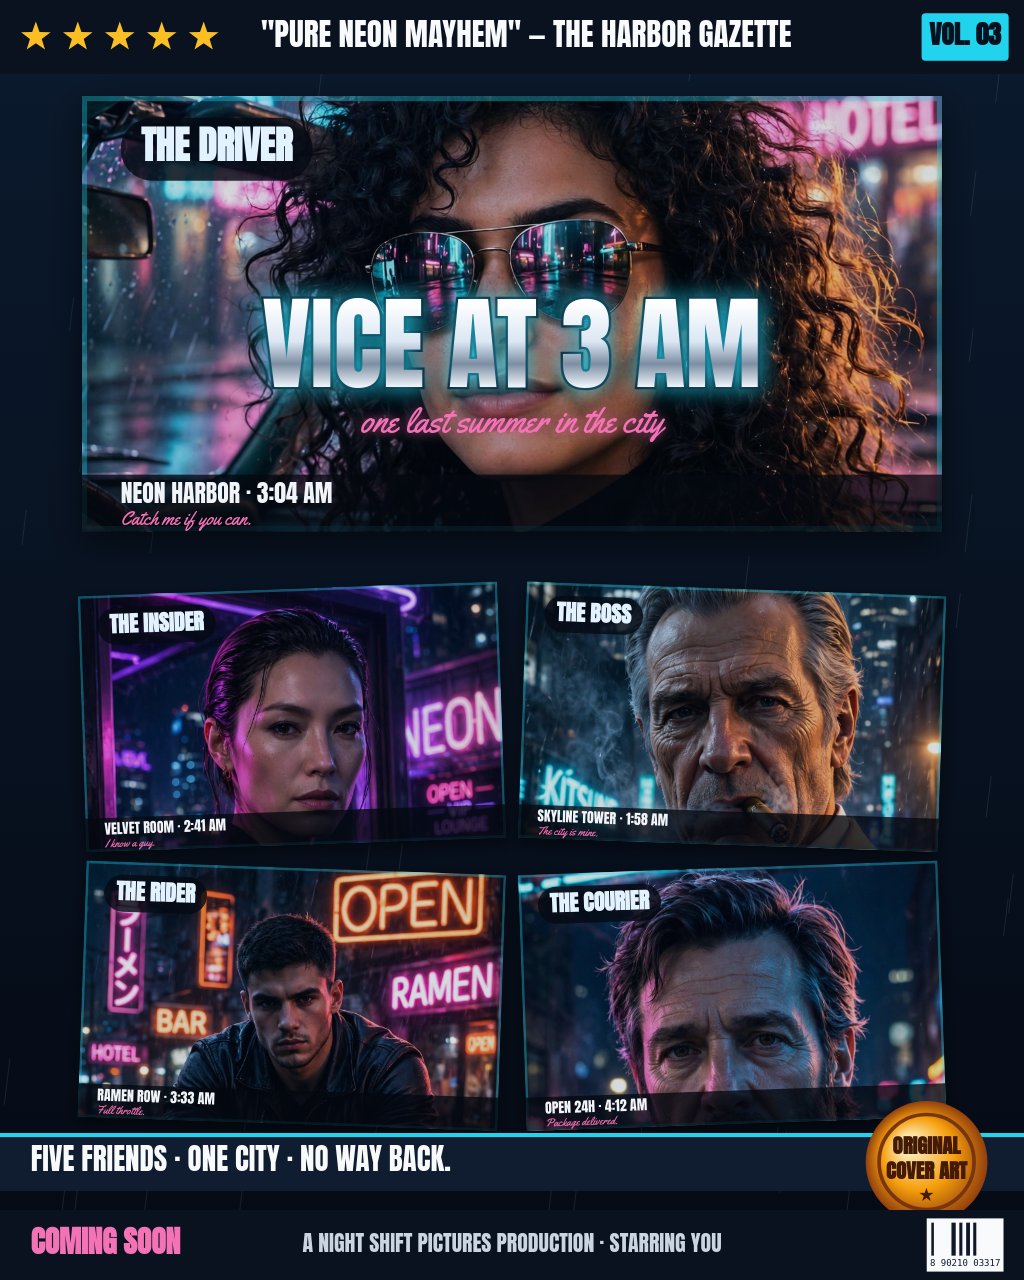 "PURE NEON MAYHEM" – THE HARBOR GAZETTE
VOL. 03
THE DRIVER
HOTEL
VICE AT 3 AM
one last summer in the city
NEON HARBOR · 3:04 AM
Catch me if you can.
THE INSIDER
NEON
OPEN
VIP
LOUNGE
VELVET ROOM · 2:41 AM
I know a guy.
THE BOSS
SKYLINE TOWER · 1:58 AM
The city is mine.
THE RIDER
OPEN
ラーメン
RAMEN
BAR
HOTEL
OPEN
RAMEN ROW · 3:33 AM
Full throttle.
THE COURIER
OPEN 24H · 4:12 AM
Package delivered.
FIVE FRIENDS · ONE CITY · NO WAY BACK.
ORIGINAL
COVER ART
COMING SOON
A NIGHT SHIFT PICTURES PRODUCTION · STARRING YOU
8 90210 03317